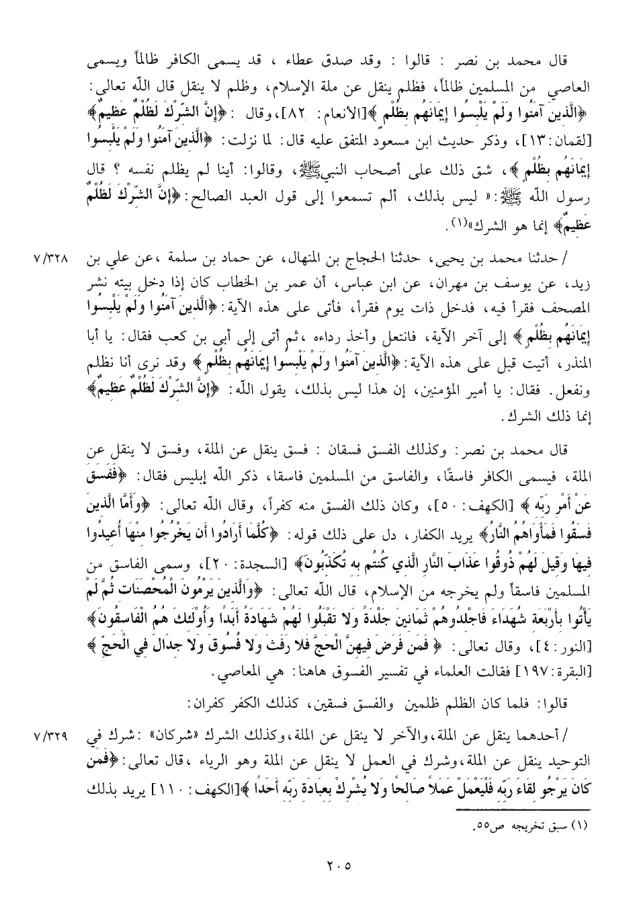 قال محمد بن نصر : قالوا : وقد صدق عطاء ، قد يسمى الكافر ظالماً ويسمى
العاصي من المسلمين ظالماً، فظلم ينقل عن ملة الإسلام، وظلم لا ينقل قال الله تعالى:
﴿الَّذِينَ آمَنُوا وَلَمْ يَلْبِسُوا إِيمَانَهُم بِظُلْمٍ ﴾[الأنعام: ٨٢]،وقال :﴿إِنَّ الشِّرْكَ لَظُلْمٌ عَظِيمٌ﴾
[لقمان:١٣]، وذكر حديث ابن مسعود المتفق عليه قال: لما نزلت: ﴿الَّذِينَ آمَنُوا وَلَمْ يَلْبِسُوا
إِيمَانَهُم بِظُلْمٍ ﴾، شق ذلك على أصحاب النبيﷺ، وقالوا: أينا لم يظلم نفسه ؟ قال
رسول الله ﷺ:« ليس بذلك، ألم تسمعوا إلى قول العبد الصالح:﴿إِنَّ الشِّرْكَ لَظُلْمٌ
عَظِيمٌ﴾ إنما هو الشرك»(١).
/ حدثنا محمد بن يحيى، حدثنا الحجاج بن المنهال، عن حماد بن سلمة ،عن علي بن ٧/٣٢٨
زيد، عن يوسف بن مهران، عن ابن عباس، أن عمر بن الخطاب كان إذا دخل بيته نشر
المصحف فقرأ فيه، فدخل ذات يوم فقرأ، فأتى على هذه الآية: ﴿الَّذِينَ آمَنُوا وَلَمْ يَلْبِسُوا
إِيمَانَهُم بِظُلْمٍ ﴾ إلى آخر الآية، فانتعل وأخذ رداءه ،ثم أتى إلى أبي بن كعب فقال: يا أبا
المنذر، أتيت قبل على هذه الآية:﴿الَّذِينَ آمَنُوا وَلَمْ يَلْبِسُوا إِيمَانَهُم بِظُلْمٍ ﴾ وقد نرى أنا نظلم
ونفعل. فقال: يا أمير المؤمنين، إن هذا ليس بذلك، يقول الله: ﴿إِنَّ الشِّرْكَ لَظُلْمٌ عَظِيمٌ﴾
إنما ذلك الشرك.
قال محمد بن نصر: وكذلك الفسق فسقان : فسق ينقل عن الملة، وفسق لا ينقل عن
الملة، فيسمى الكافر فاسقًا، والفاسق من المسلمين فاسقا، ذكر الله إبليس فقال: ﴿فَفَسَقَ
عَنْ أَمْرِ رَبِّهِ ﴾ [الكهف:٥٠]، وكان ذلك الفسق منه كفراً، وقال الله تعالى: ﴿وَأَمَّا الَّذِينَ
فَسَقُوا فَمَأْوَاهُمُ النَّارُ﴾ يريد الكفار، دل على ذلك قوله: ﴿كُلَّمَا أَرَادُوا أَن يَخْرُجُوا مِنْهَا أُعِيدُوا
فِيهَا وَقِيلَ لَهُمْ ذُوقُوا عَذَابَ النَّارِ الَّذِي كُنتُم بِهِ تُكَذِّبُونَ﴾ [السجدة:٢٠]، وسمى الفاسق من
المسلمين فاسقاً ولم يخرجه من الإسلام، قال الله تعالى: ﴿وَالَّذِينَ يَرْمُونَ الْمُحْصَنَاتِ ثُمَّ لَمْ
يَأْتُوا بِأَرْبَعَةِ شُهَدَاءَ فَاجْلِدُوهُمْ ثَمَانِينَ جَلْدَةً وَلا تَقْبَلُوا لَهُمْ شَهَادَةً أَبَدًا وَأُوْلَئِكَ هُمُ الْفَاسِقُونَ﴾
[النور:٤]، وقال تعالى: ﴿ فَمَن فَرَضَ فِيهِنَّ الْحَجَّ فَلا رَفَثَ وَلا فُسُوقَ وَلا جِدَالَ فِي الْحَجِّ ﴾
[البقرة:١٩٧] فقالت العلماء في تفسير الفسوق هاهنا: هي المعاصي.
قالوا: فلما كان الظلم ظلمين والفسق فسقين، كذلك الكفر كفران:
/ أحدهما ينقل عن الملة،والآخر لا ينقل عن الملة،وكذلك الشرك «شركان» :شرك في ٧/٣٢٩
التوحيد ينقل عن الملة،وشرك في العمل لا ينقل عن الملة وهو الرياء ،قال تعالى:﴿فَمَن
كَانَ يَرْجُو لِقَاءَ رَبِّهِ فَلْيَعْمَلْ عَمَلاً صَالِحًا وَلا يُشْرِكْ بِعِبَادَةِ رَبِّهِ أَحَدًا ﴾[الكهف:١١٠] يريد بذلك
(١) سبق تخريجه ص٥٥.
٢٠٥